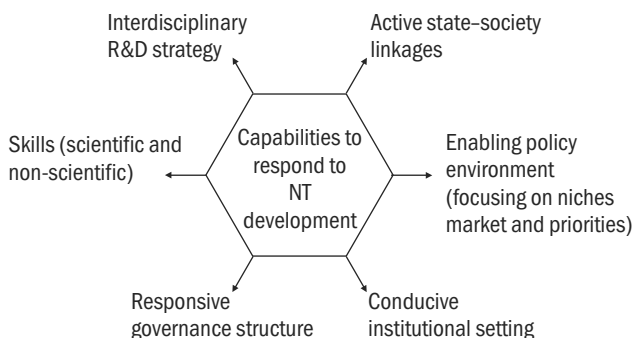 Interdisciplinary
R&D strategy
Active state–society
linkages
Skills (scientific and
non-scientific)
Capabilities to
respond to
NT
development
Enabling policy
environment
(focusing on niches
market and priorities)
Responsive
governance structure
Conducive
institutional setting